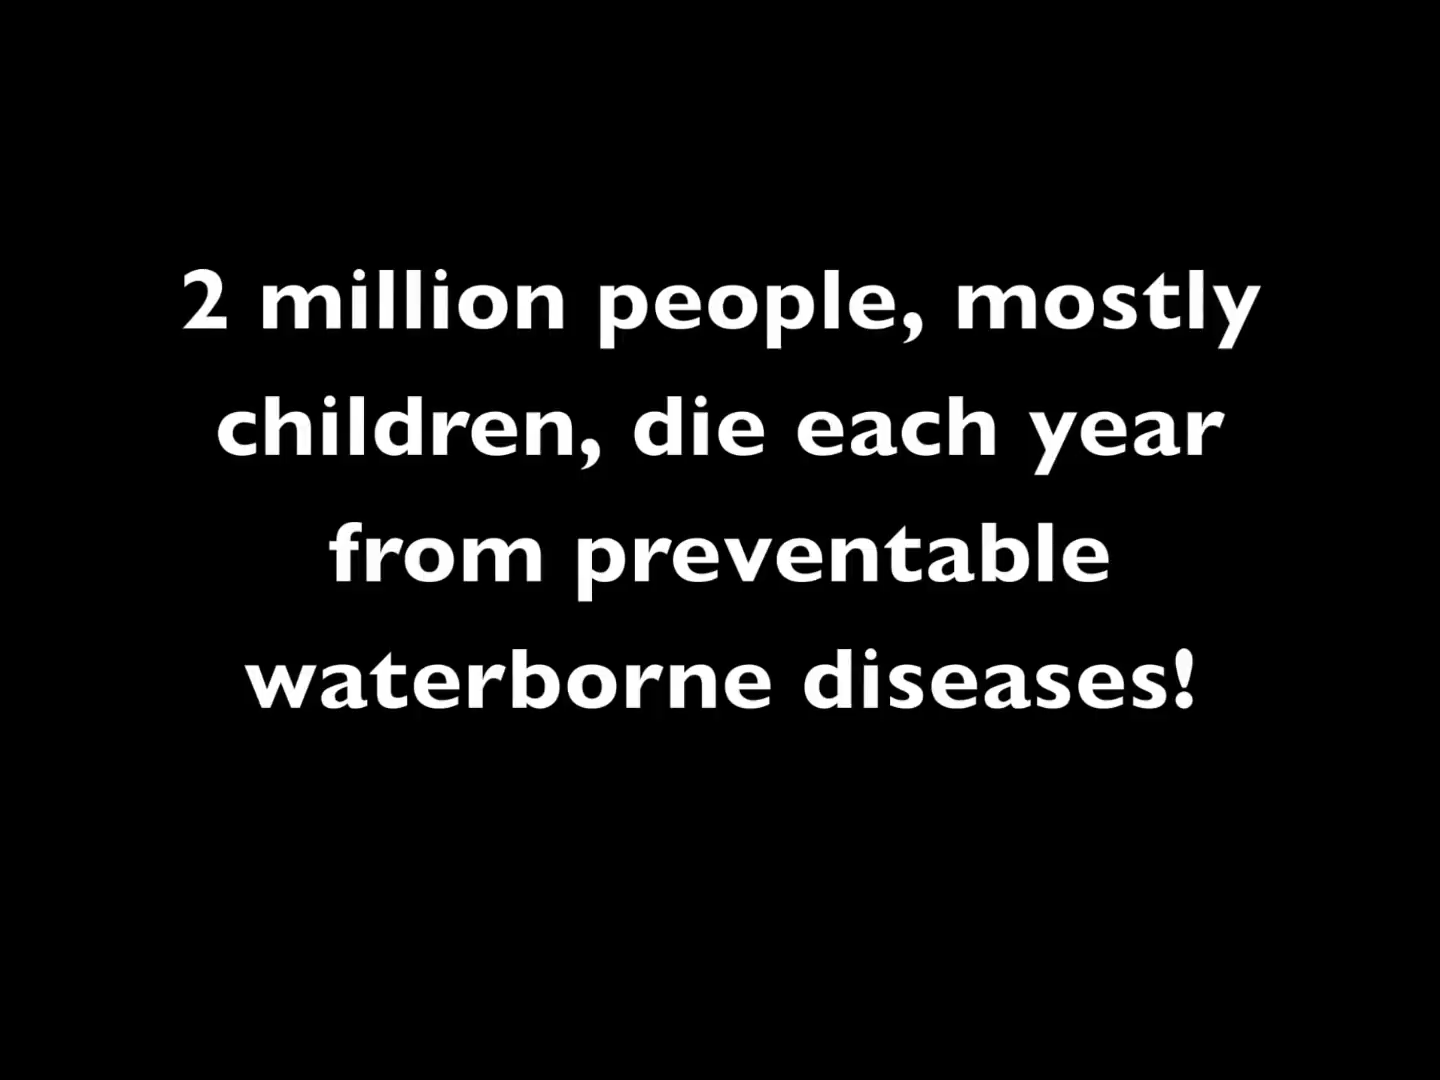 2 million people, mostly
children, die each year
from preventable
waterborne diseases!